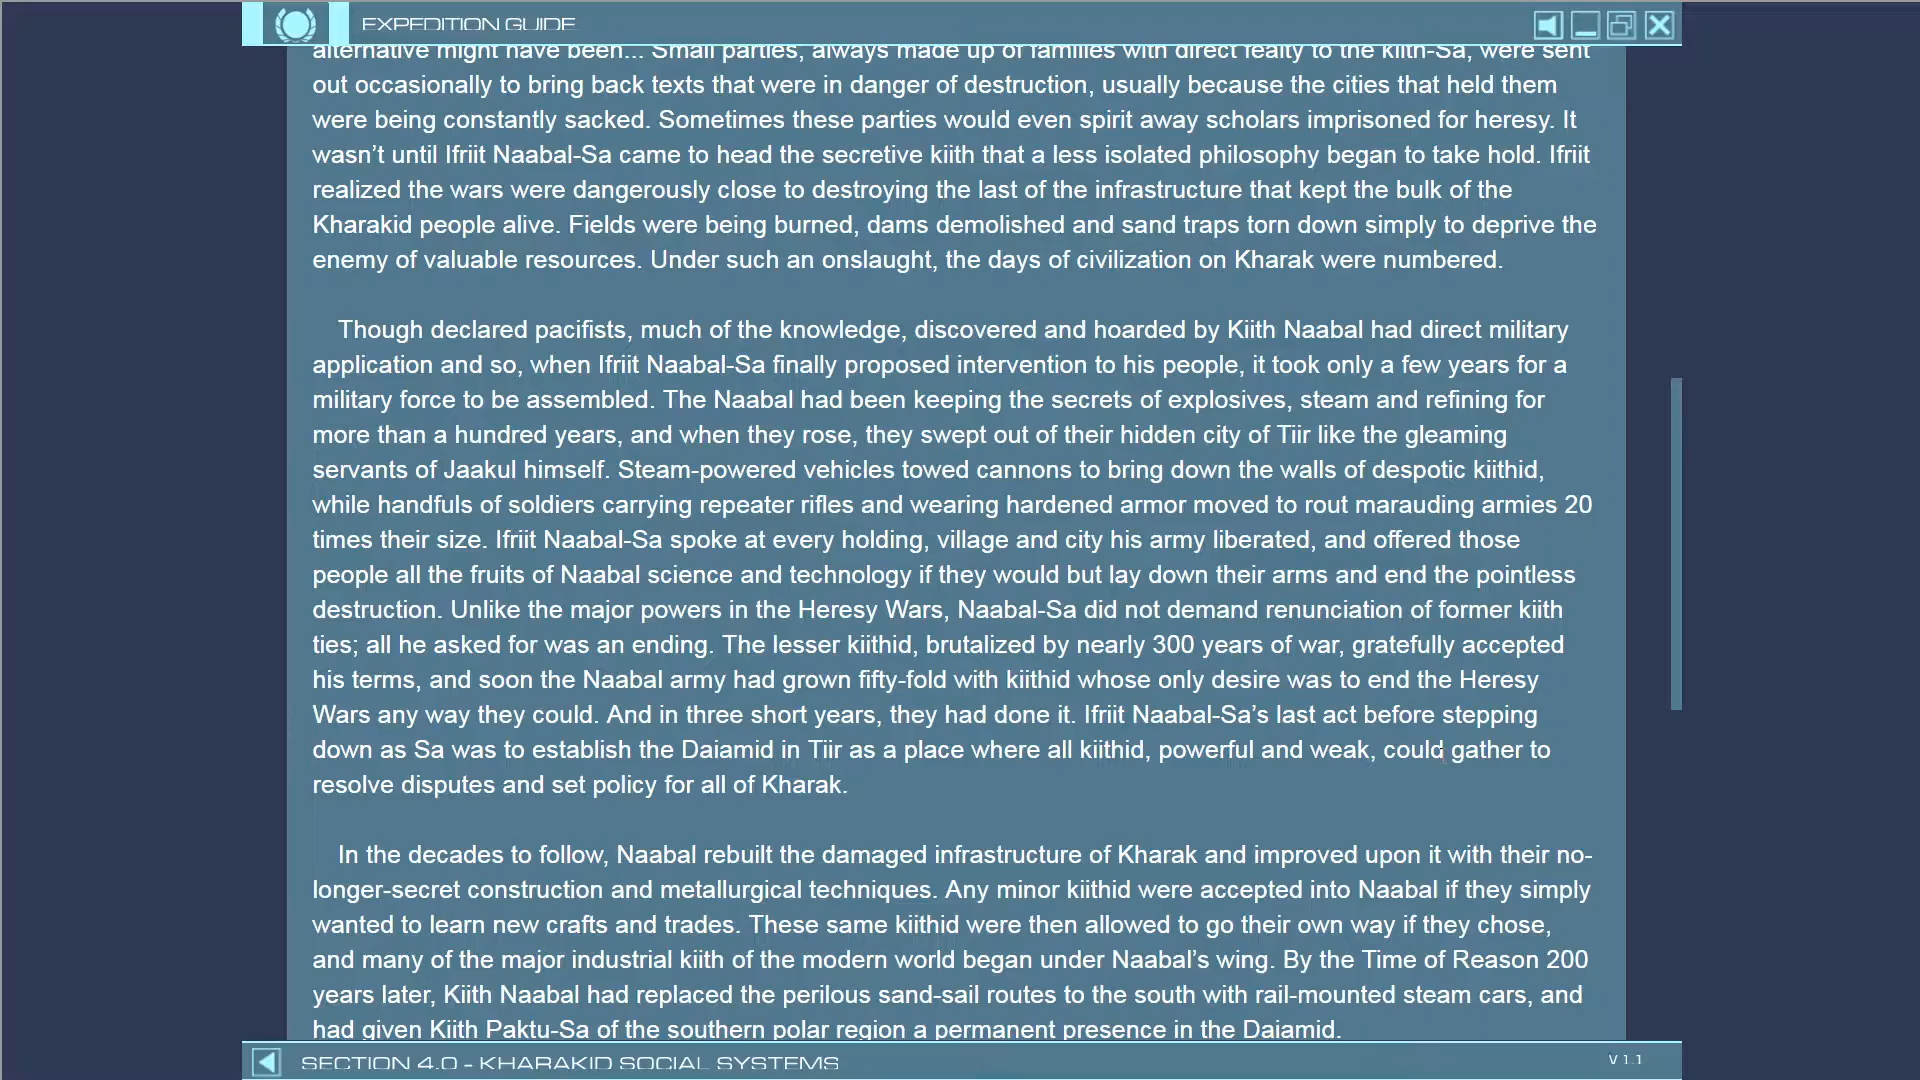 EXPEDITION GUIDE
alternative might have been... Small parties, always made up of families with direct fealty to the kiith-Sa, were sent
out occasionally to bring back texts that were in danger of destruction, usually because the cities that held them
were being constantly sacked. Sometimes these parties would even spirit away scholars imprisoned for heresy. It
wasn’t until Ifriit Naabal-Sa came to head the secretive kiith that a less isolated philosophy began to take hold. Ifriit
realized the wars were dangerously close to destroying the last of the infrastructure that kept the bulk of the
Kharakid people alive. Fields were being burned, dams demolished and sand traps torn down simply to deprive the
enemy of valuable resources. Under such an onslaught, the days of civilization on Kharak were numbered.
Though declared pacifists, much of the knowledge, discovered and hoarded by Kiith Naabal had direct military
application and so, when Ifriit Naabal-Sa finally proposed intervention to his people, it took only a few years for a
military force to be assembled. The Naabal had been keeping the secrets of explosives, steam and refining for
more than a hundred years, and when they rose, they swept out of their hidden city of Tiir like the gleaming
servants of Jaakul himself. Steam-powered vehicles towed cannons to bring down the walls of despotic kiithid,
while handfuls of soldiers carrying repeater rifles and wearing hardened armor moved to rout marauding armies 20
times their size. Ifriit Naabal-Sa spoke at every holding, village and city his army liberated, and offered those
people all the fruits of Naabal science and technology if they would but lay down their arms and end the pointless
destruction. Unlike the major powers in the Heresy Wars, Naabal-Sa did not demand renunciation of former kiith
ties; all he asked for was an ending. The lesser kiithid, brutalized by nearly 300 years of war, gratefully accepted
his terms, and soon the Naabal army had grown fifty-fold with kiithid whose only desire was to end the Heresy
Wars any way they could. And in three short years, they had done it. Ifriit Naabal-Sa’s last act before stepping
down as Sa was to establish the Daiamid in Tiir as a place where all kiithid, powerful and weak, could gather to
resolve disputes and set policy for all of Kharak.
In the decades to follow, Naabal rebuilt the damaged infrastructure of Kharak and improved upon it with their no-
longer-secret construction and metallurgical techniques. Any minor kiithid were accepted into Naabal if they simply
wanted to learn new crafts and trades. These same kiithid were then allowed to go their own way if they chose,
and many of the major industrial kiith of the modern world began under Naabal’s wing. By the Time of Reason 200
years later, Kiith Naabal had replaced the perilous sand-sail routes to the south with rail-mounted steam cars, and
had given Kiith Paktu-Sa of the southern polar region a permanent presence in the Daiamid.
SECTION 4.0 - KHARAKID SOCIAL SYSTEMS
V 1.1